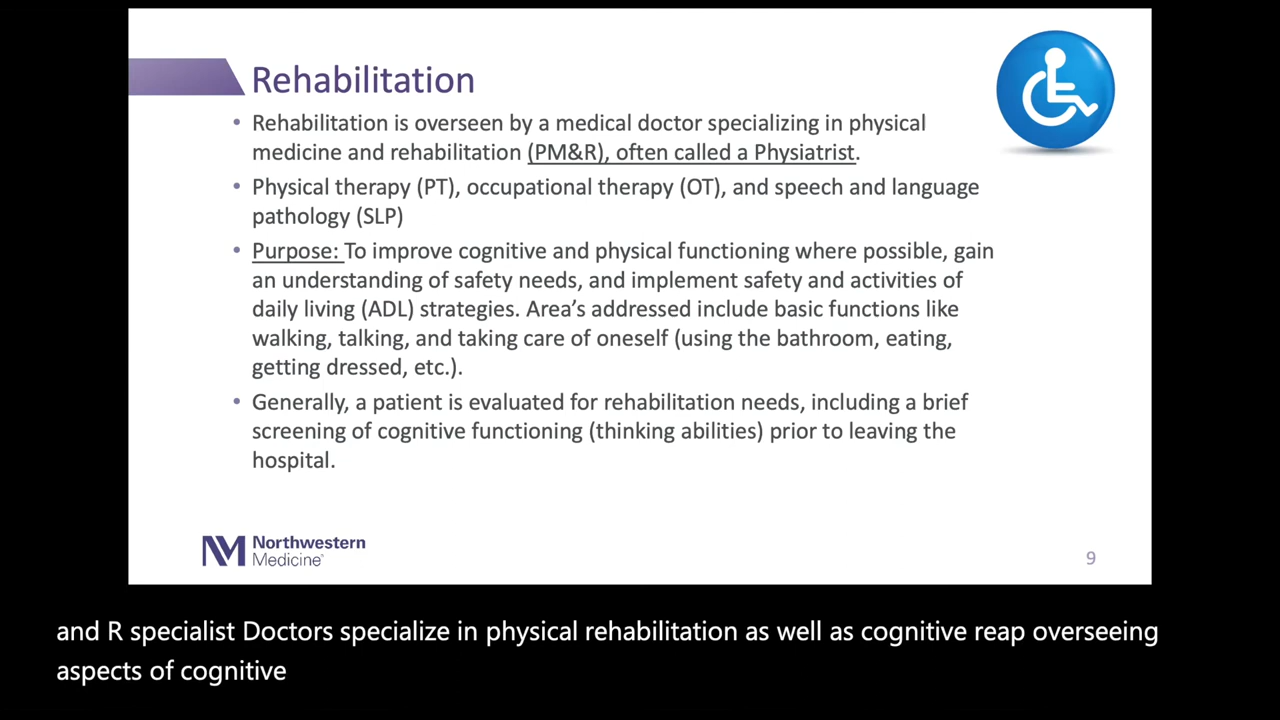 Rehabilitation
• Rehabilitation is overseen by a medical doctor specializing in physical
medicine and rehabilitation (PM&R), often called a Physiatrist.
• Physical therapy (PT), occupational therapy (OT), and speech and language
pathology (SLP)
• Purpose: To improve cognitive and physical functioning where possible, gain
an understanding of safety needs, and implement safety and activities of
daily living (ADL) strategies. Area’s addressed include basic functions like
walking, talking, and taking care of oneself (using the bathroom, eating,
getting dressed, etc.).
• Generally, a patient is evaluated for rehabilitation needs, including a brief
screening of cognitive functioning (thinking abilities) prior to leaving the
hospital.
NM Northwestern
Medicine
9
and R specialist Doctors specialize in physical rehabilitation as well as cognitive reap overseeing
aspects of cognitive